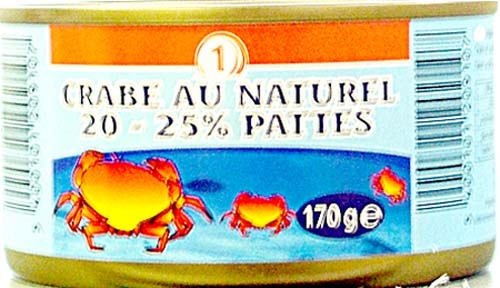 1
CRABE AU NATUREL
20 - 25% PATTES
170g e